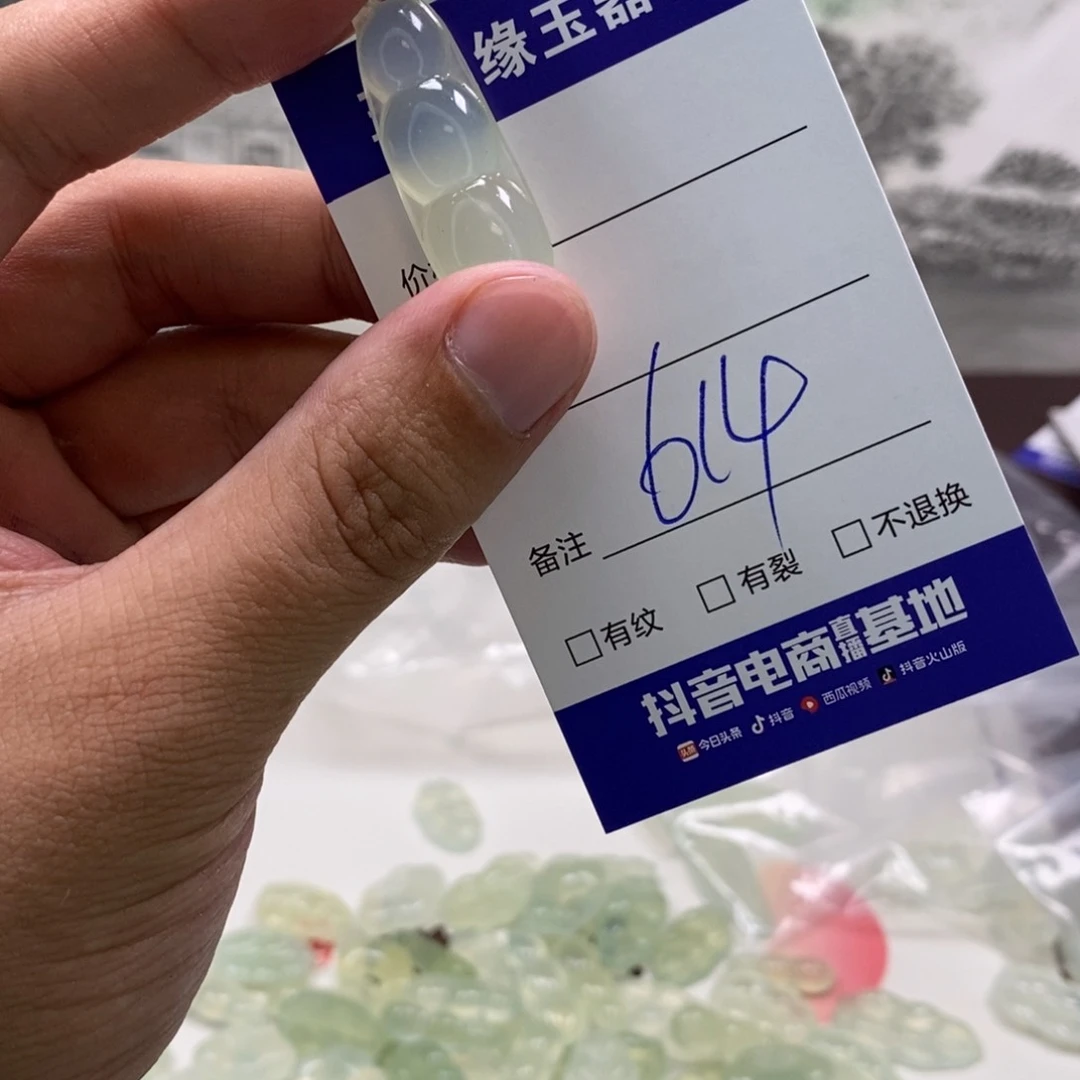 缘玉器
价
614
备注
□有纹 □有裂 □不退换
抖音电商直播基地
今日头条 抖音 西瓜视频 抖音火山版